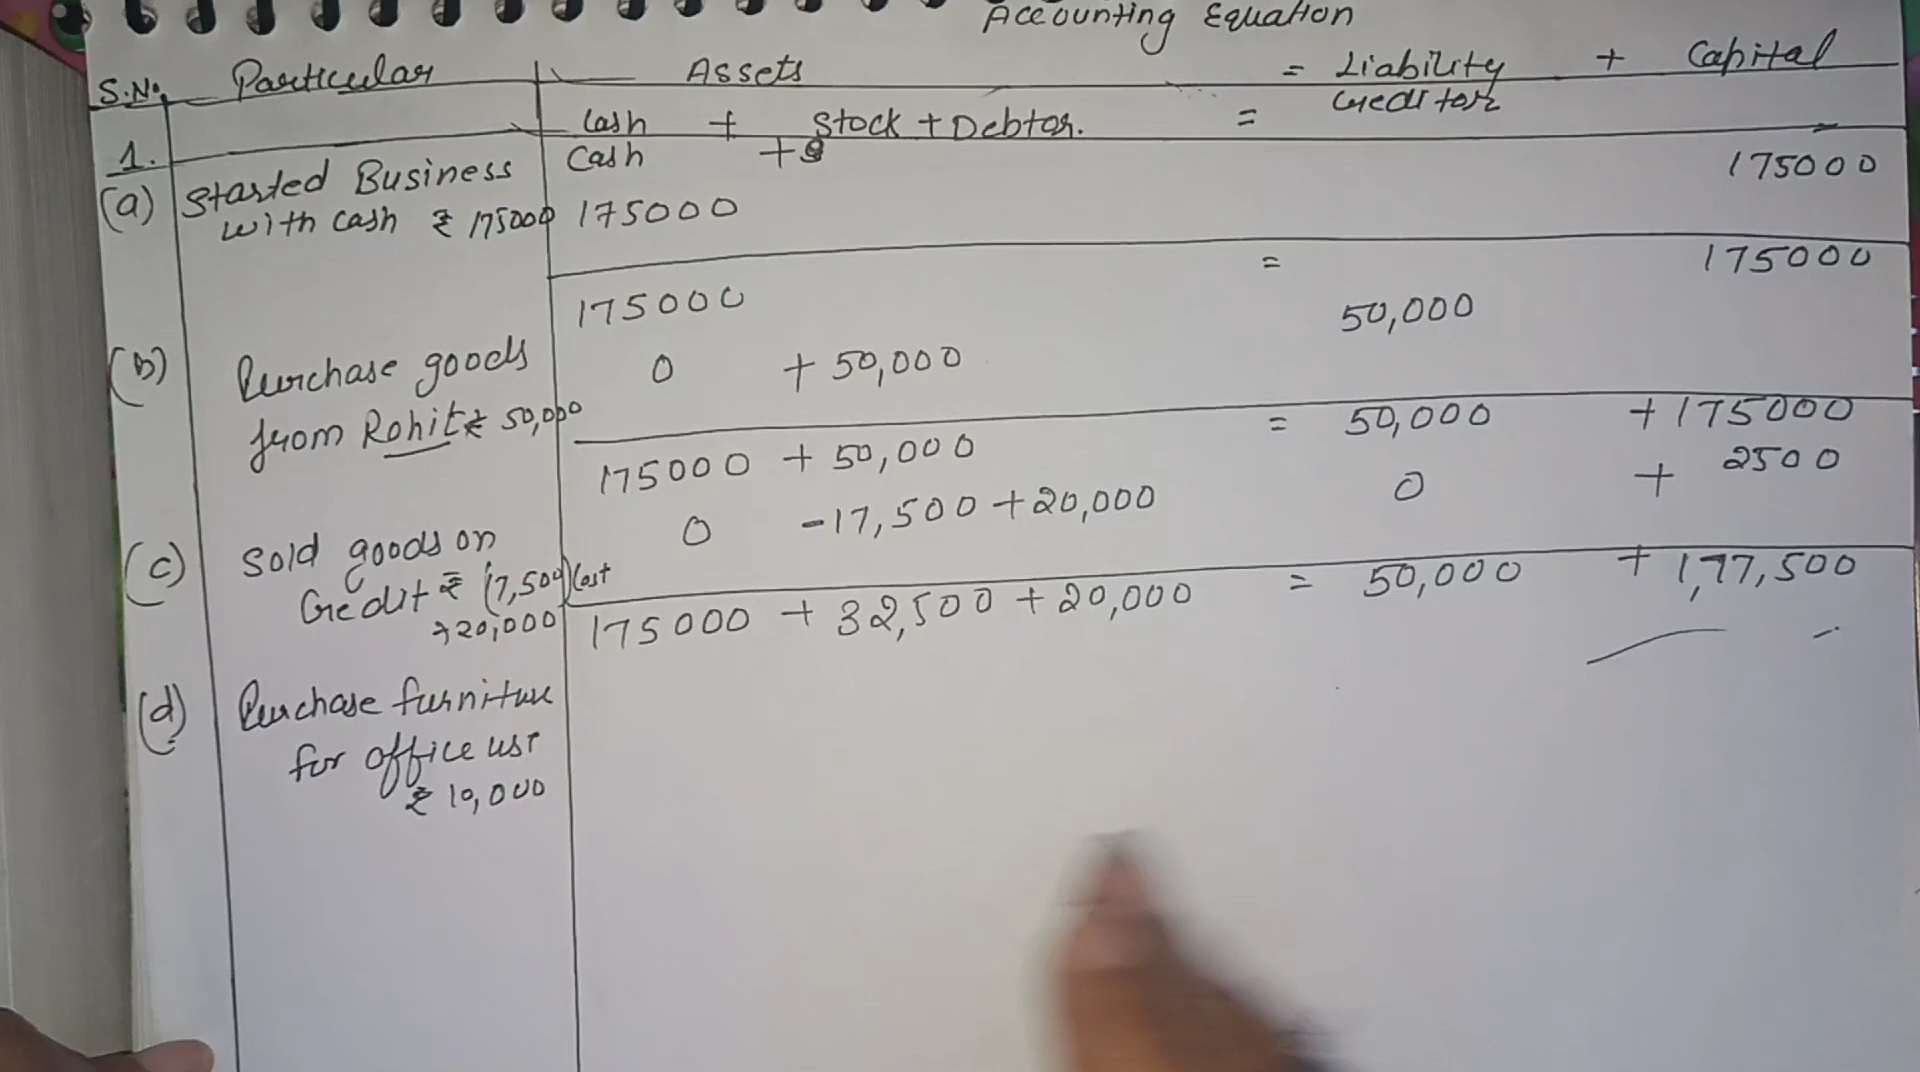 Accounting Equation
S.No. Particular Assets = Liability + Capital
Cash + Stock + Debtor. = Creditors
1. Cash +
(a) Started Business 175000
with cash ₹ 175000 175000
175000 = 175000
50,000
(b) Purchase goods 0 + 50,000
from Rohit ₹ 50,000
175000 + 50,000 = 50,000 + 175000
0 - 17,500 + 20,000 0 + 2500
(c) Sold goods on
Credit ₹ (17,500) Cost
→ 20,000 175000 + 32,500 + 20,000 = 50,000 + 1,77,500
(d) Purchase furniture
for office use
₹ 10,000